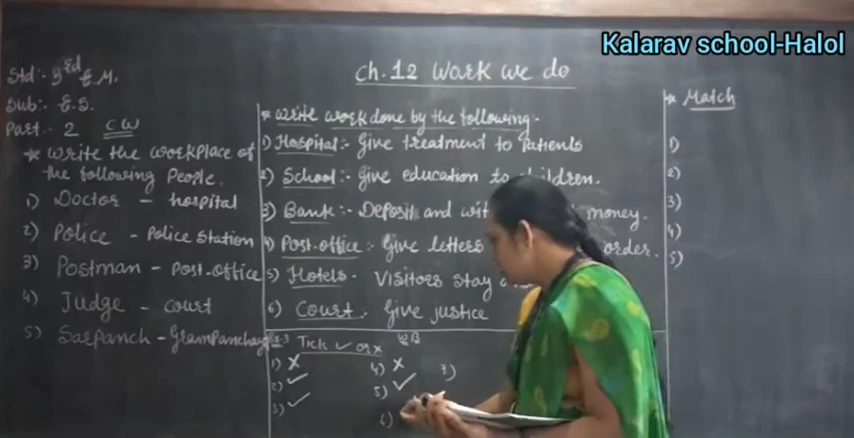 Kalarav school-Halol
Std:- 3rd E.M.
Sub:- E.S.
Part:- 2 CW
Ch.12 Work we do
* Write the workplace of
the following People.
1) Doctor - hospital
2) Police - Police Station
3) Postman - Post-office
4) Judge - court
5) Sarpanch - Grampanchayat
* Write work done by the following -
1) Hospital:- Give treatment to Patients
2) School:- Give education to children.
3) Bank:- Deposit and money.
4) Post-office:- Give letters order.
5) Hotels- Visitors stay
6) Court:- Give justice
Tick ✓ or x WB
1) x
2) ✓
3) ✓
4) x
5) ✓
6)
7)
* Match
1)
2)
3)
4)
5)